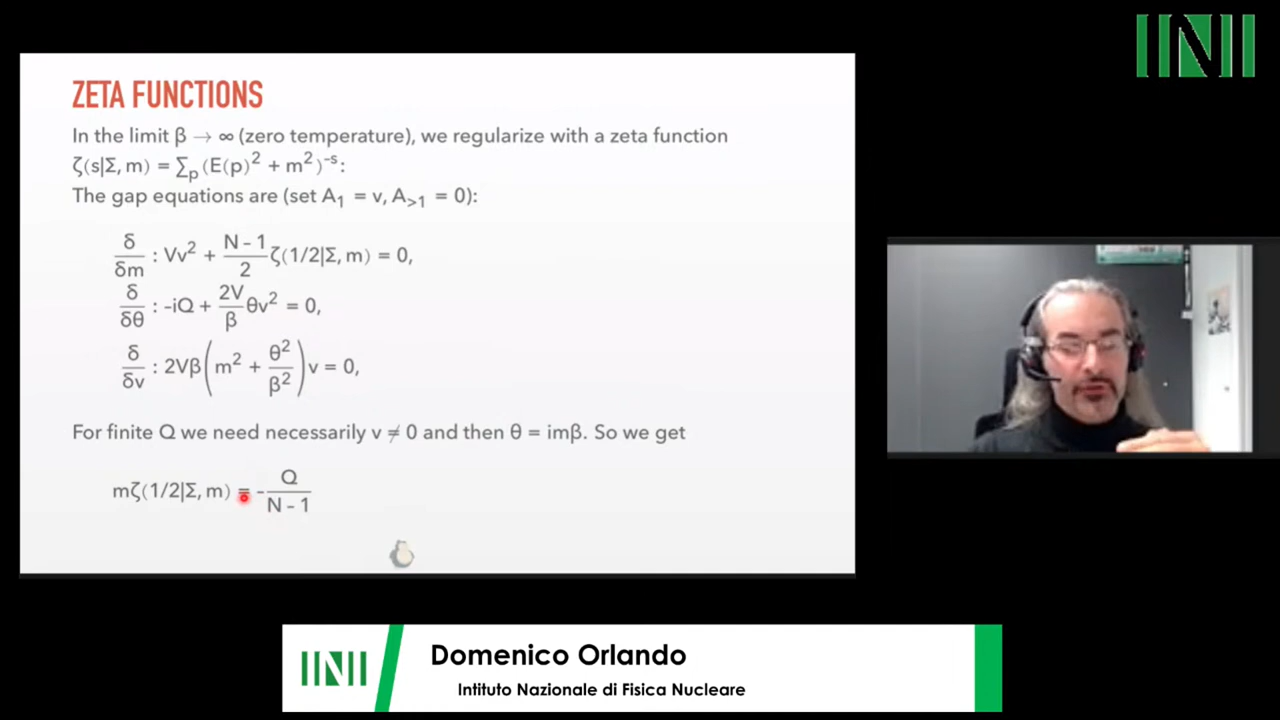 ZETA FUNCTIONS
In the limit β → ∞ (zero temperature), we regularize with a zeta function
ζ(s|Σ, m) = ∑ₚ (E(p)² + m²)⁻ˢ:
The gap equations are (set A₁ = v, A_{>1} = 0):
δ/δm : Vv² + (N - 1)/2 ζ(1/2|Σ, m) = 0,
δ/δθ : -iQ + 2V/β θv² = 0,
δ/δv : 2Vβ(m² + θ²/β²) v = 0,
For finite Q we need necessarily v ≠ 0 and then θ = imβ. So we get
mζ(1/2|Σ, m) = - Q/(N - 1)
INI
INI
Domenico Orlando
Intituto Nazionale di Fisica Nucleare